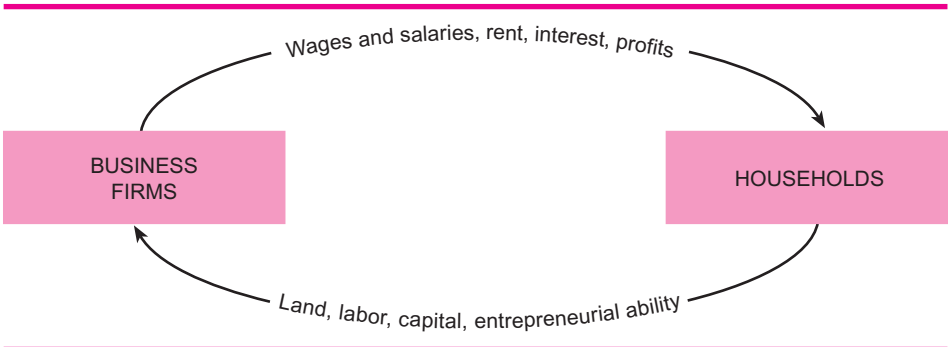 Wages and salaries, rent, interest, profits
BUSINESS
FIRMS
HOUSEHOLDS
Land, labor, capital, entrepreneurial ability